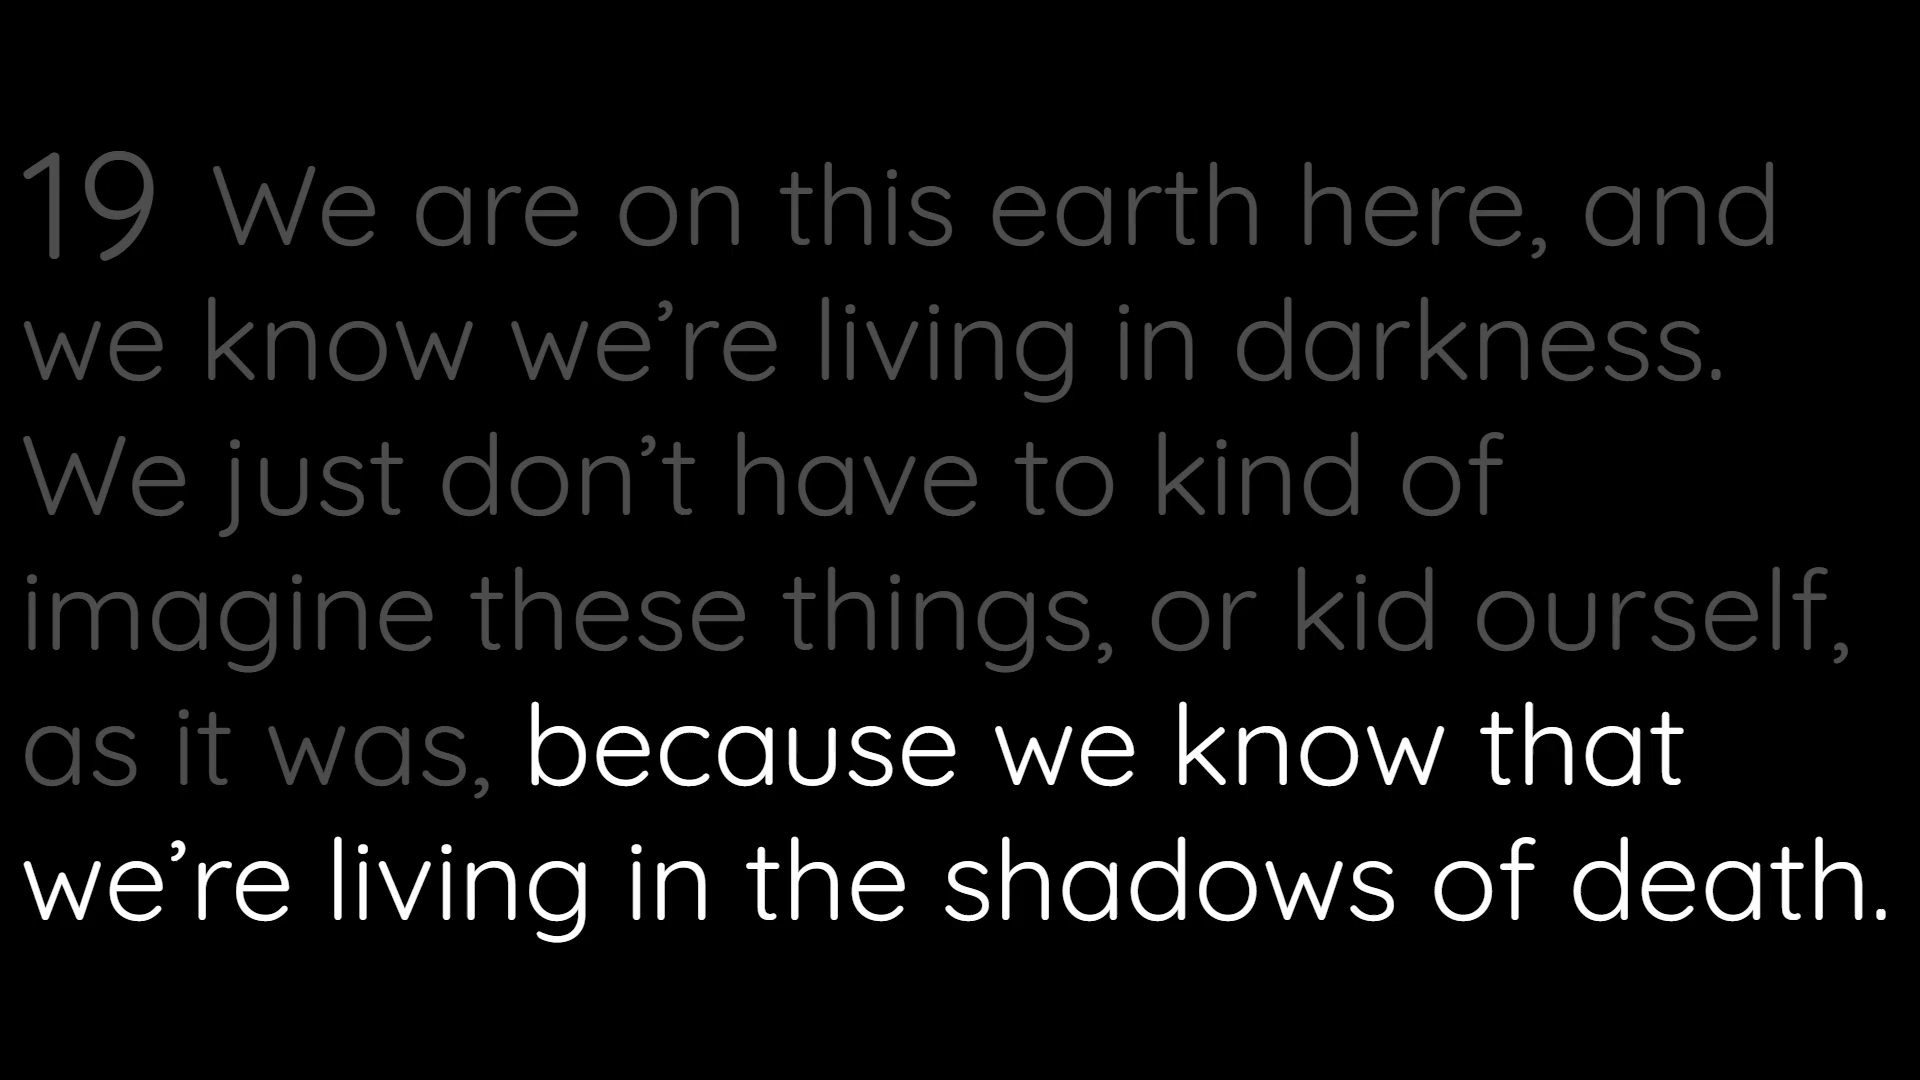 19 We are on this earth here, and
we know we’re living in darkness.
We just don’t have to kind of
imagine these things, or kid ourself,
as it was, because we know that
we’re living in the shadows of death.